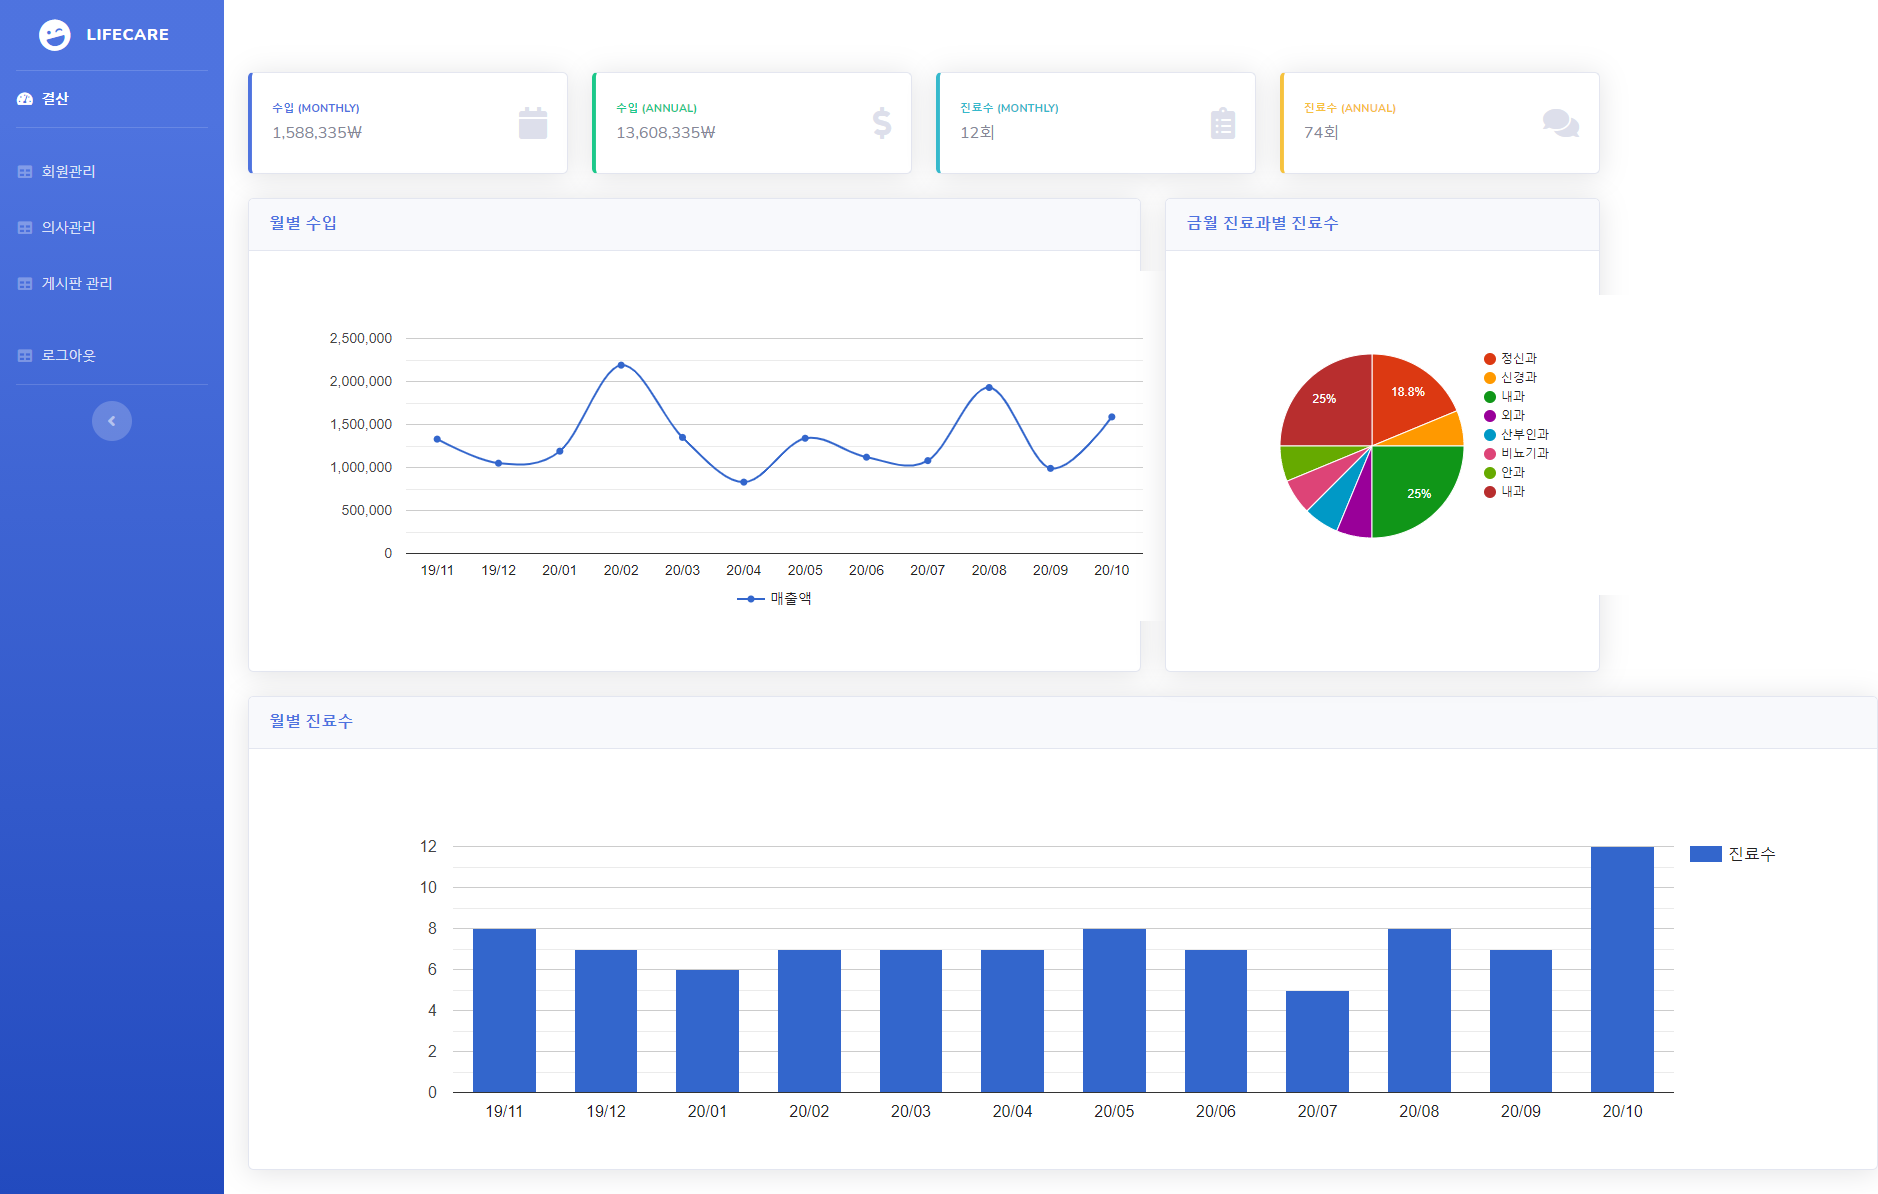 LIFECARE
결산
회원관리
의사관리
게시판 관리
로그아웃
수입 (MONTHLY)
1,588,335₩
수입 (ANNUAL)
13,608,335₩
진료수 (MONTHLY)
12회
진료수 (ANNUAL)
74회
월별 수입
2,500,000
2,000,000
1,500,000
1,000,000
500,000
0
19/11 19/12 20/01 20/02 20/03 20/04 20/05 20/06 20/07 20/08 20/09 20/10
매출액
금월 진료과별 진료수
18.8%
25%
25%
정신과
신경과
내과
외과
산부인과
비뇨기과
안과
내과
월별 진료수
12
10
8
6
4
2
0
19/11 19/12 20/01 20/02 20/03 20/04 20/05 20/06 20/07 20/08 20/09 20/10
진료수